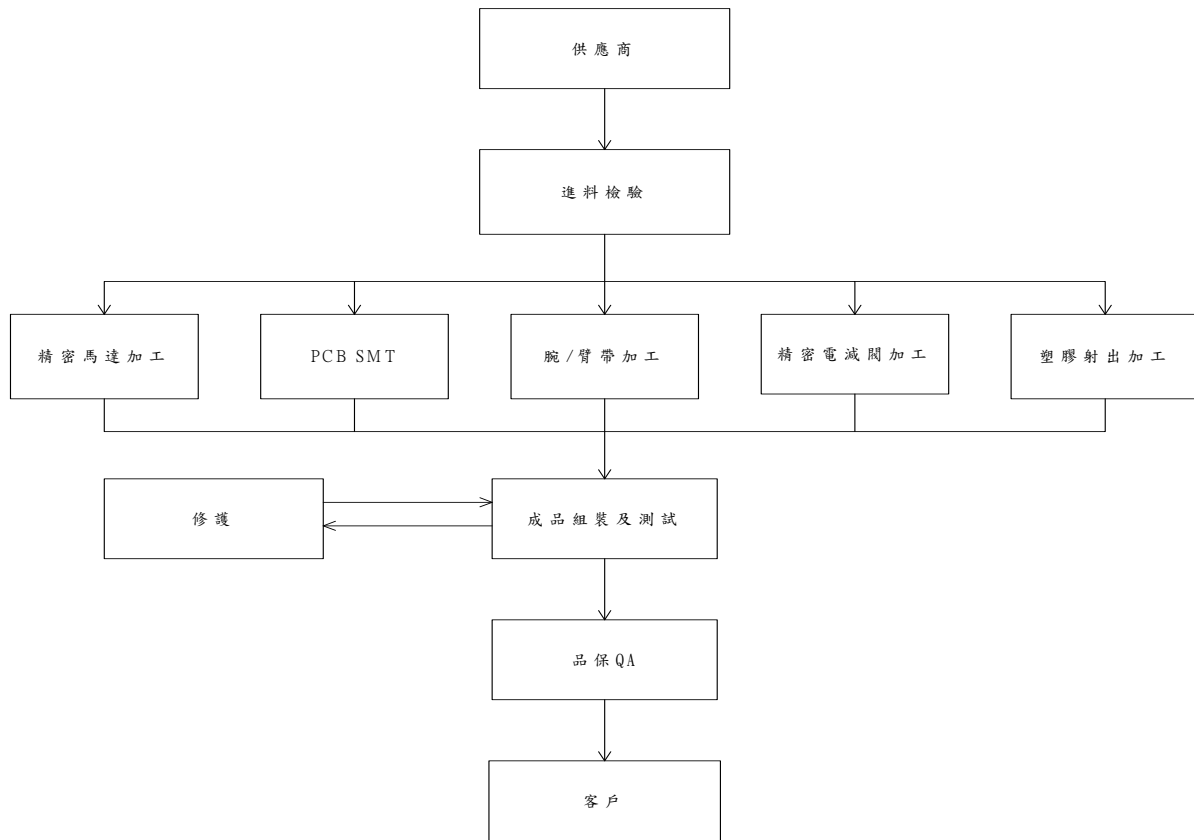 供應商
進料檢驗
精密馬達加工
PCB SMT
腕/臂帶加工
精密電減閥加工
塑膠射出加工
修護
成品組裝及測試
品保QA
客戶